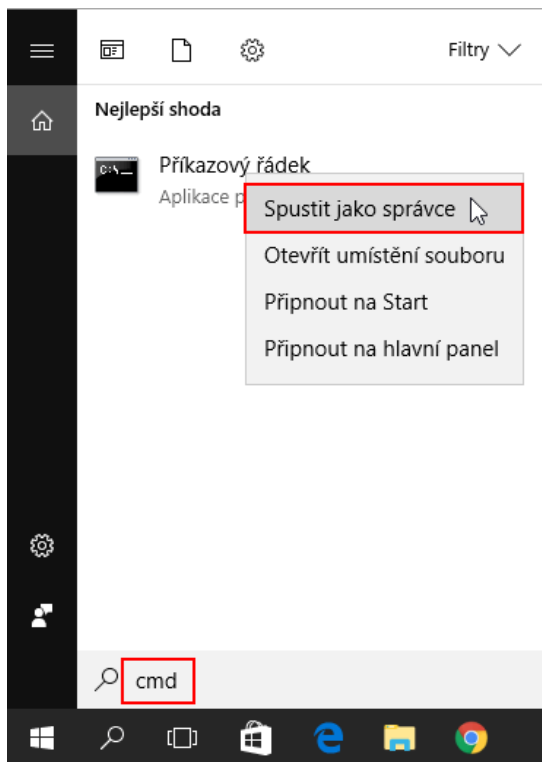 Filtry
Nejlepší shoda
Příkazový řádek
Aplikace p
Spustit jako správce
Otevřít umístění souboru
Připnout na Start
Připnout na hlavní panel
cmd